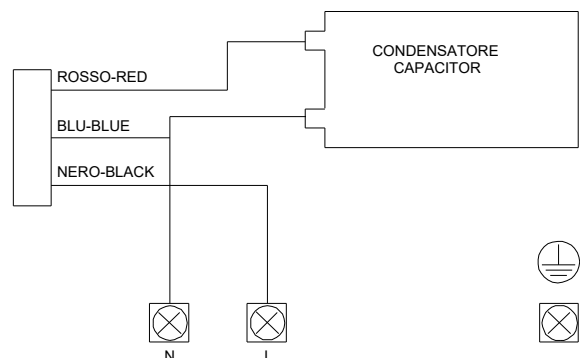 CONDENSATORE
CAPACITOR
ROSSO-RED
BLU-BLUE
NERO-BLACK
N
L